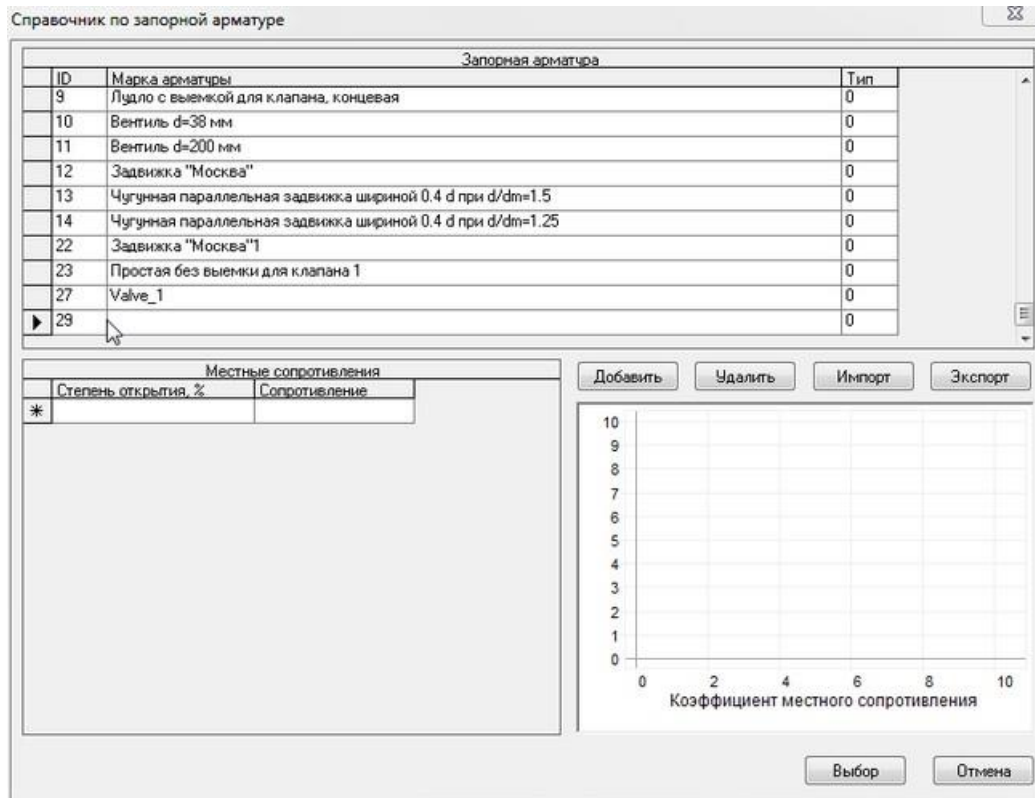 Справочник по запорной арматуре
Запорная арматура
ID Марка арматуры Тип
9 Лудло с выемкой для клапана, концевая 0
10 Вентиль d=38 мм 0
11 Вентиль d=200 мм 0
12 Задвижка "Москва" 0
13 Чугунная параллельная задвижка шириной 0.4 d при d/dm=1.5 0
14 Чугунная параллельная задвижка шириной 0.4 d при d/dm=1.25 0
22 Задвижка "Москва"1 0
23 Простая без выемки для клапана 1 0
27 Valve_1 0
29 0
Местные сопротивления
Степень открытия, % Сопротивление
Добавить Удалить Импорт Экспорт
10
9
8
7
6
5
4
3
2
1
0
0 2 4 6 8 10
Коэффициент местного сопротивления
Выбор Отмена